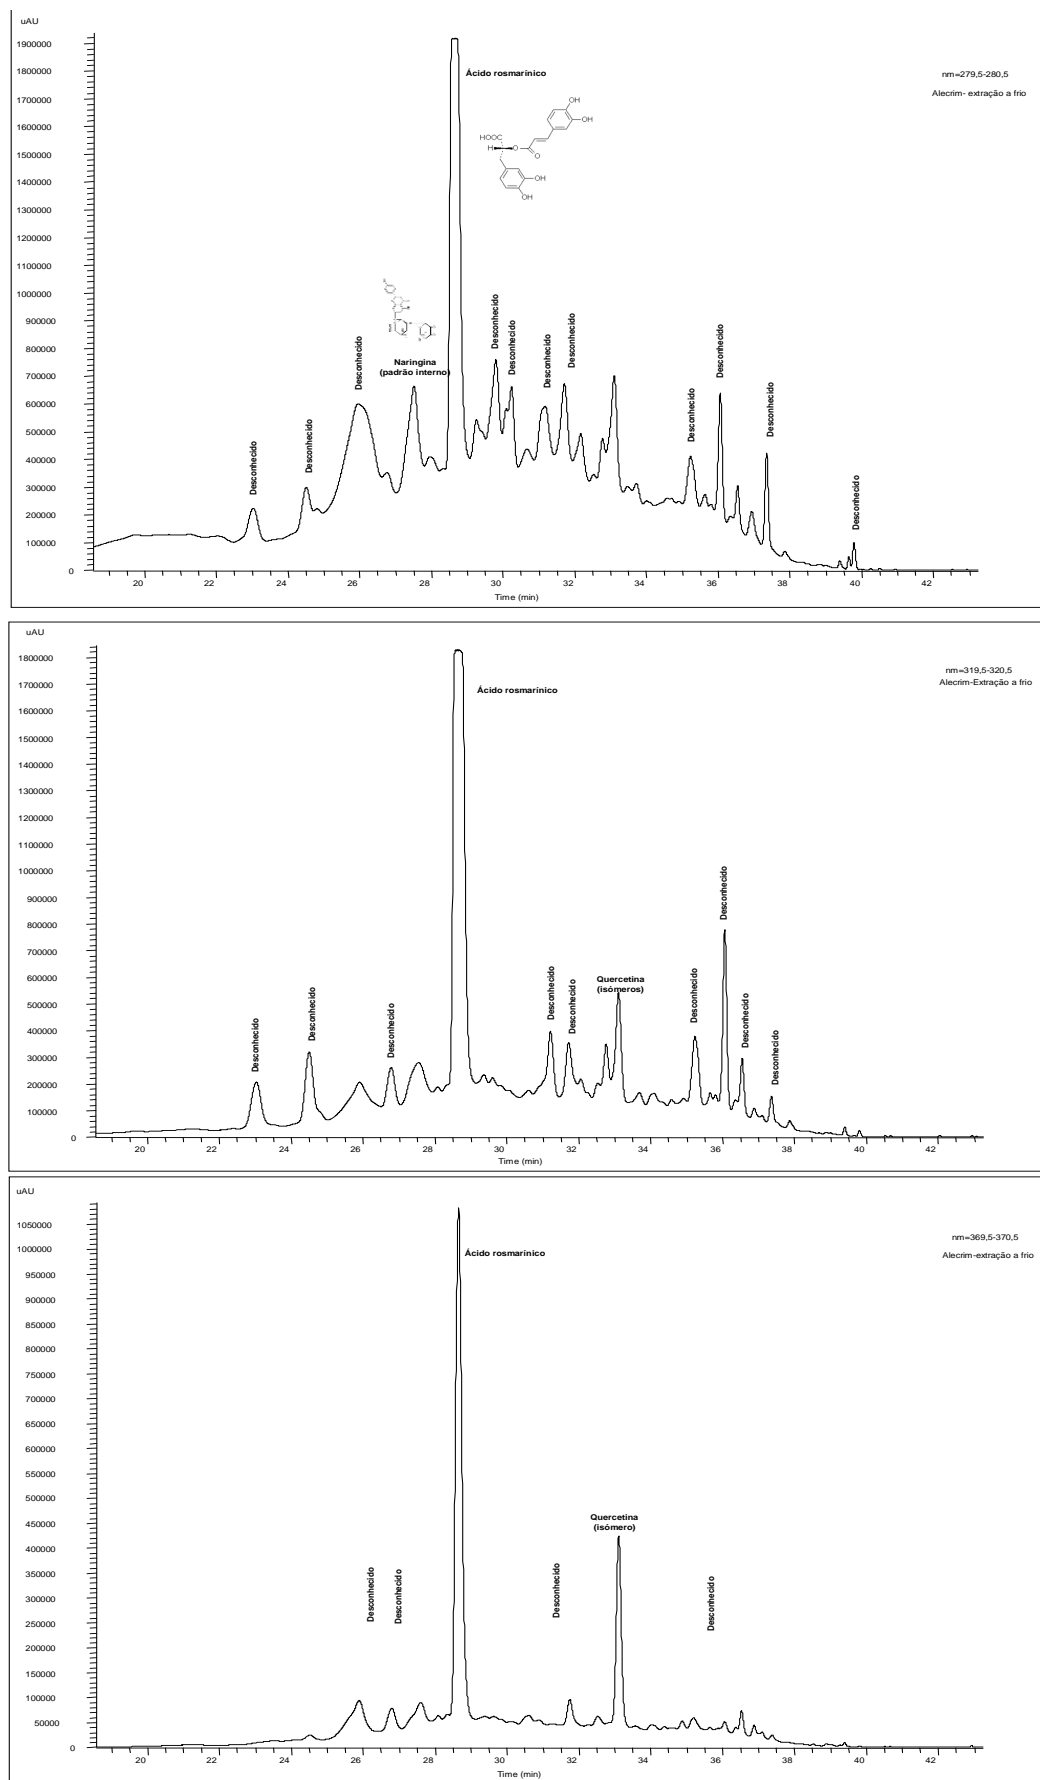 uAU
1900000
1800000
1700000
1600000
1500000
1400000
1300000
1200000
1100000
1000000
900000
800000
700000
600000
500000
400000
300000
200000
100000
0
Ácido rosmarínico
nm=279,5-280,5
Alecrim- extração a frio
OH
OH
HOOC
H
O
O
OH
OH
Naringina
(padrão interno)
Desconhecido
Desconhecido
Desconhecido
Desconhecido
Desconhecido
Desconhecido
Desconhecido
Desconhecido
Desconhecido
Desconhecido
Desconhecido
20 22 24 26 28 30 32 34 36 38 40 42
Time (min)
uAU
1800000
1700000
1600000
1500000
1400000
1300000
1200000
1100000
1000000
900000
800000
700000
600000
500000
400000
300000
200000
100000
0
Ácido rosmarínico
nm=319,5-320,5
Alecrim-Extração a frio
Desconhecido
Desconhecido
Desconhecido
Desconhecido
Desconhecido
Quercetina
(isómeros)
Desconhecido
Desconhecido
Desconhecido
Desconhecido
20 22 24 26 28 30 32 34 36 38 40 42
Time (min)
uAU
1050000
1000000
950000
900000
850000
800000
750000
700000
650000
600000
550000
500000
450000
400000
350000
300000
250000
200000
150000
100000
50000
0
Ácido rosmarínico
nm=369,5-370,5
Alecrim-extração a frio
Desconhecido
Desconhecido
Desconhecido
Quercetina
(isómero)
Desconhecido
20 22 24 26 28 30 32 34 36 38 40 42
Time (min)